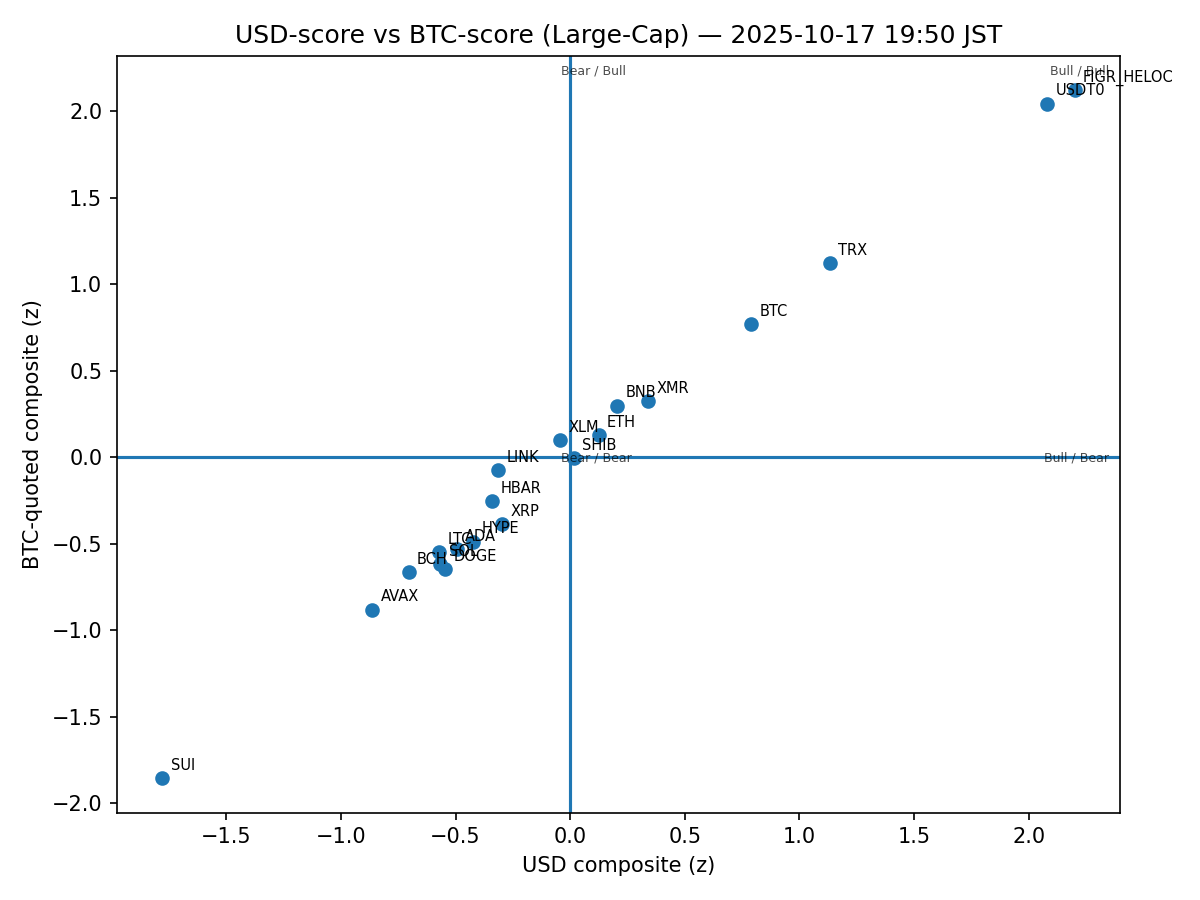 USD-score vs BTC-score (Large-Cap) — 2025-10-17 19:50 JST
Bear / Bull
Bull / Bull
FIGR_HELOC
USDT0
TRX
BTC
BNB
XMR
ETH
XLM
SHIB
LINK
Bear / Bear
Bull / Bear
HBAR
XRP
HYPE
ADA
LTC
SOL
DOGE
BCH
AVAX
SUI
2.0
1.5
1.0
0.5
0.0
−0.5
−1.0
−1.5
−2.0
BTC-quoted composite (z)
−1.5
−1.0
−0.5
0.0
0.5
1.0
1.5
2.0
USD composite (z)